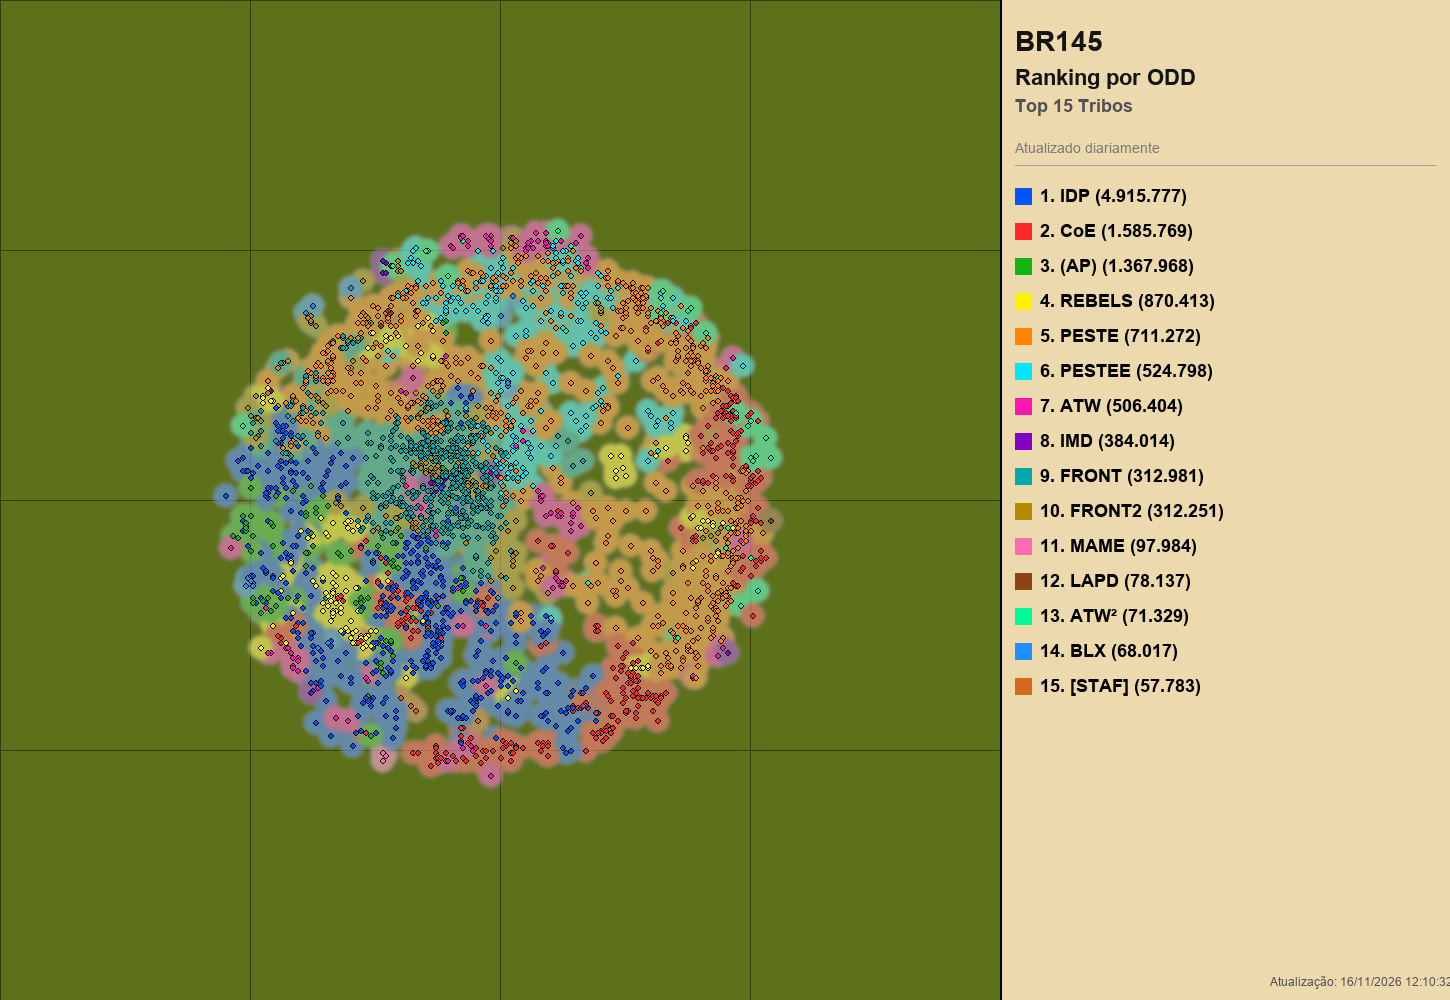 BR145
Ranking por ODD
Top 15 Tribos
Atualizado diariamente
1. IDP (4.915.777)
2. CoE (1.585.769)
3. (AP) (1.367.968)
4. REBELS (870.413)
5. PESTE (711.272)
6. PESTEE (524.798)
7. ATW (506.404)
8. IMD (384.014)
9. FRONT (312.981)
10. FRONT2 (312.251)
11. MAME (97.984)
12. LAPD (78.137)
13. ATW² (71.329)
14. BLX (68.017)
15. [STAF] (57.783)
Atualização: 16/11/2026 12:10:32